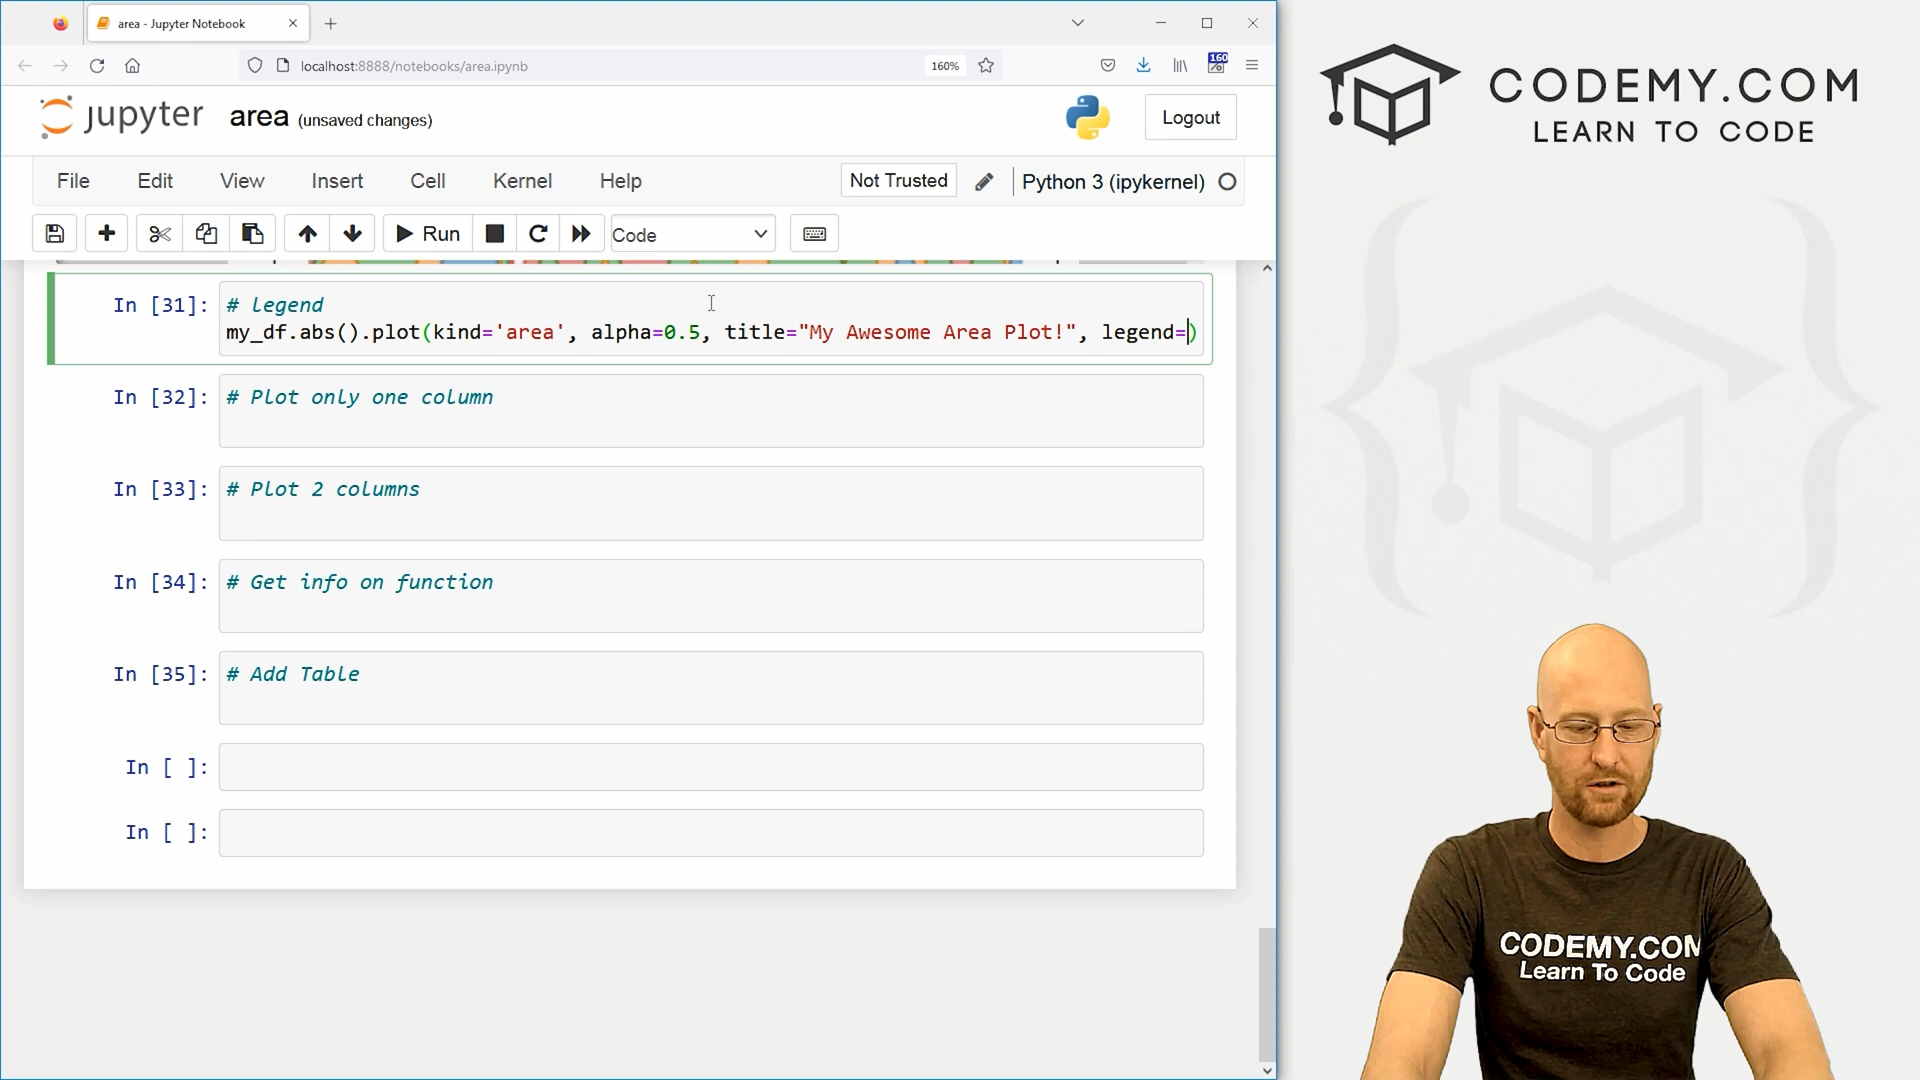 area - Jupyter Notebook
localhost:8888/notebooks/area.ipynb
160%
160
jupyter area (unsaved changes)
Logout
File Edit View Insert Cell Kernel Help
Not Trusted
Python 3 (ipykernel)
Run
Code
In [31]: # legend
my_df.abs().plot(kind='area', alpha=0.5, title="My Awesome Area Plot!", legend=)
In [32]: # Plot only one column
In [33]: # Plot 2 columns
In [34]: # Get info on function
In [35]: # Add Table
In [ ]:
In [ ]:
CODEMY.COM
LEARN TO CODE
CODEMY.COM
Learn To Code